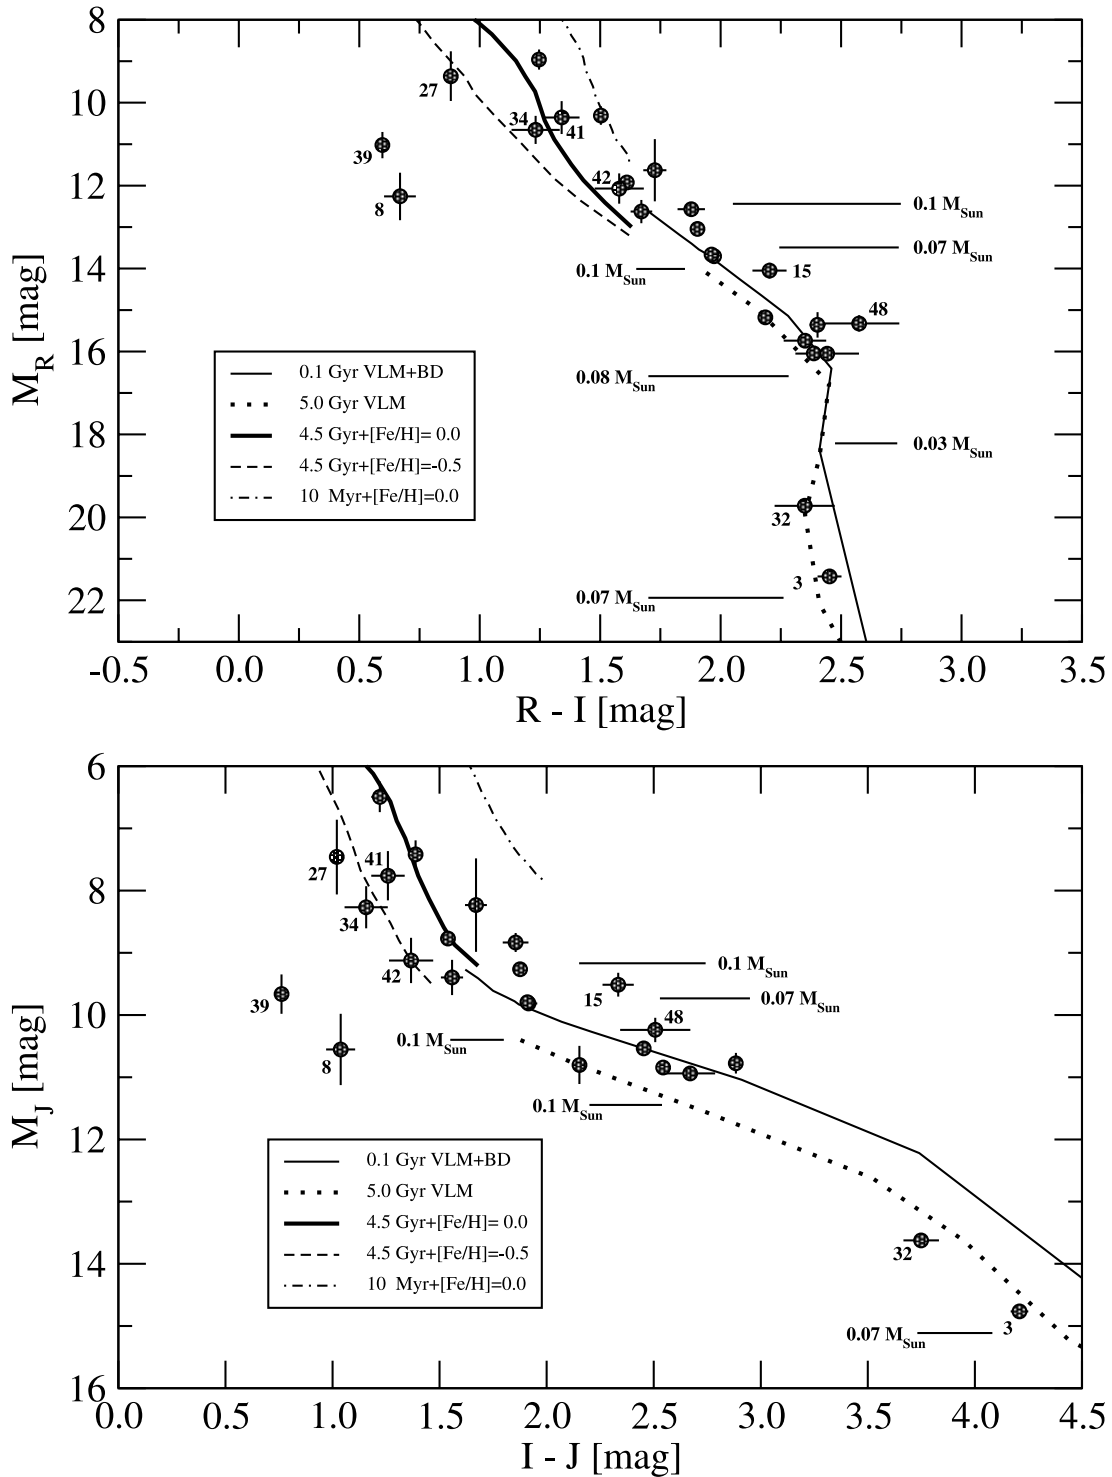 8
10
12
14
16
18
20
22
M_R [mag]
27
34
41
39
8
42
0.1 M_Sun
0.07 M_Sun
0.1 M_Sun
15
48
0.08 M_Sun
0.03 M_Sun
32
3
0.07 M_Sun
0.1 Gyr VLM+BD
5.0 Gyr VLM
4.5 Gyr+[Fe/H]= 0.0
4.5 Gyr+[Fe/H]=-0.5
10 Myr+[Fe/H]=0.0
-0.5 0.0 0.5 1.0 1.5 2.0 2.5 3.0 3.5
R - I [mag]
6
8
10
12
14
16
M_J [mag]
27
41
34
42
39
8
0.1 M_Sun
15
0.07 M_Sun
48
0.1 M_Sun
0.1 M_Sun
32
3
0.07 M_Sun
0.1 Gyr VLM+BD
5.0 Gyr VLM
4.5 Gyr+[Fe/H]= 0.0
4.5 Gyr+[Fe/H]=-0.5
10 Myr+[Fe/H]=0.0
0.0 0.5 1.0 1.5 2.0 2.5 3.0 3.5 4.0 4.5
I - J [mag]